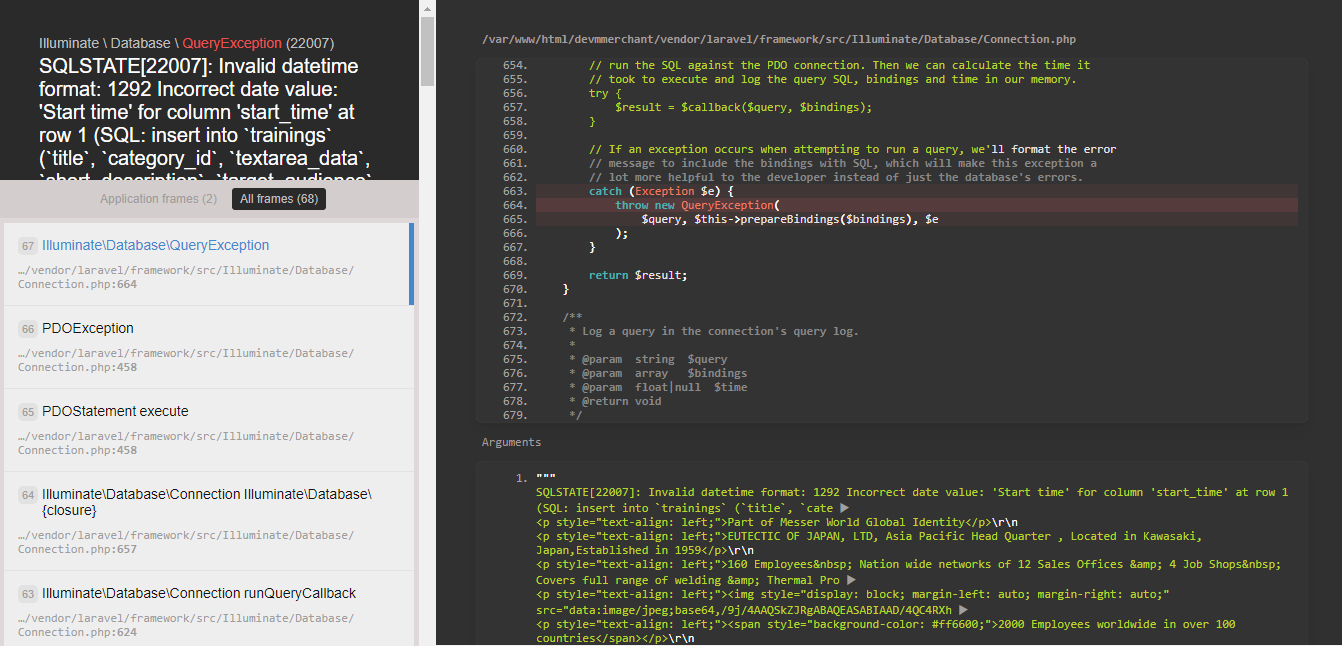 Illuminate \ Database \ QueryException (22007)
SQLSTATE[22007]: Invalid datetime
format: 1292 Incorrect date value:
'Start time' for column 'start_time' at
row 1 (SQL: insert into `trainings`
(`title`, `category_id`, `textarea_data`,
`short_description`, `target_audience`,
Application frames (2) All frames (68)
67 Illuminate\Database\QueryException
…/vendor/laravel/framework/src/Illuminate/Database/
Connection.php:664
66 PDOException
…/vendor/laravel/framework/src/Illuminate/Database/
Connection.php:458
65 PDOStatement execute
…/vendor/laravel/framework/src/Illuminate/Database/
Connection.php:458
64 Illuminate\Database\Connection Illuminate\Database\
{closure}
…/vendor/laravel/framework/src/Illuminate/Database/
Connection.php:657
63 Illuminate\Database\Connection runQueryCallback
…/vendor/laravel/framework/src/Illuminate/Database/
Connection.php:624
/var/www/html/devmmerchant/vendor/laravel/framework/src/Illuminate/Database/Connection.php
654. // run the SQL against the PDO connection. Then we can calculate the time it
655. // took to execute and log the query SQL, bindings and time in our memory.
656. try {
657. $result = $callback($query, $bindings);
658. }
659.
660. // If an exception occurs when attempting to run a query, we'll format the error
661. // message to include the bindings with SQL, which will make this exception a
662. // lot more helpful to the developer instead of just the database's errors.
663. catch (Exception $e) {
664. throw new QueryException(
665. $query, $this->prepareBindings($bindings), $e
666. );
667. }
668.
669. return $result;
670. }
671.
672. /**
673. * Log a query in the connection's query log.
674. *
675. * @param string $query
676. * @param array $bindings
677. * @param float|null $time
678. * @return void
679. */
Arguments
1. """
SQLSTATE[22007]: Invalid datetime format: 1292 Incorrect date value: 'Start time' for column 'start_time' at row 1
(SQL: insert into `trainings` (`title`, `cate ▶
<p style="text-align: left;">Part of Messer World Global Identity</p>\r\n
<p style="text-align: left;">EUTECTIC OF JAPAN, LTD, Asia Pacific Head Quarter , Located in Kawasaki,
Japan,Established in 1959</p>\r\n
<p style="text-align: left;">160 Employees&nbsp; Nation wide networks of 12 Sales Offices &amp; 4 Job Shops&nbsp;
Covers full range of welding &amp; Thermal Pro ▶
<p style="text-align: left;"><img style="display: block; margin-left: auto; margin-right: auto;"
src="data:image/jpeg;base64,/9j/4AAQSkZJRgABAQEASABIAAD/4QC4RXh ▶
<p style="text-align: left;"><span style="background-color: #ff6600;">2000 Employees worldwide in over 100
countries</span></p>\r\n